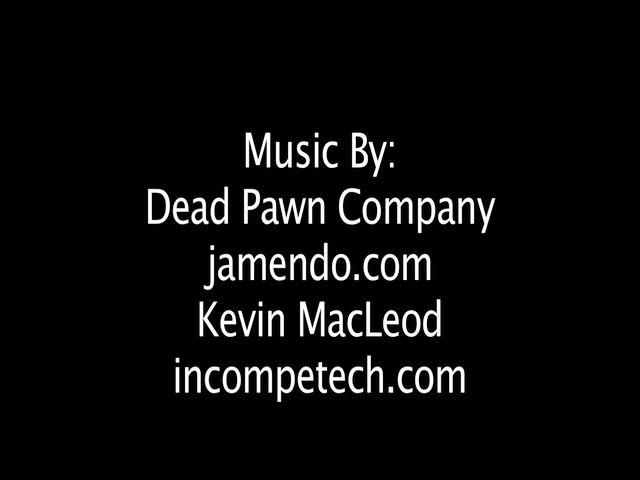 Music By:
Dead Pawn Company
jamendo.com
Kevin MacLeod
incompetech.com